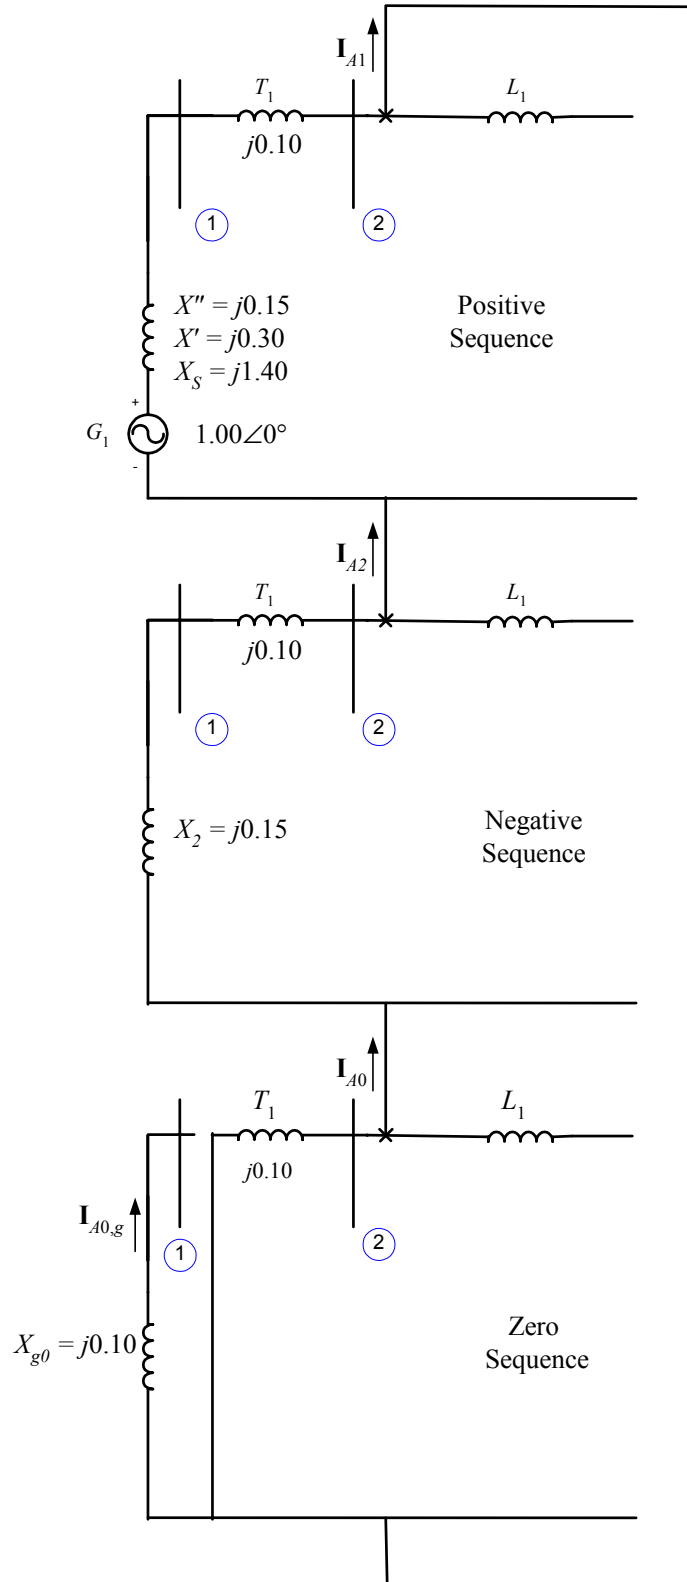 I_A1
T_1
L_1
j0.10
1
2
X" = j0.15
X' = j0.30
X_S = j1.40
Positive
Sequence
+
G_1
1.00∠0°
-
I_A2
T_1
L_1
j0.10
1
2
X_2 = j0.15
Negative
Sequence
I_A0
T_1
L_1
j0.10
I_A0,g
1
2
X_g0 = j0.10
Zero
Sequence